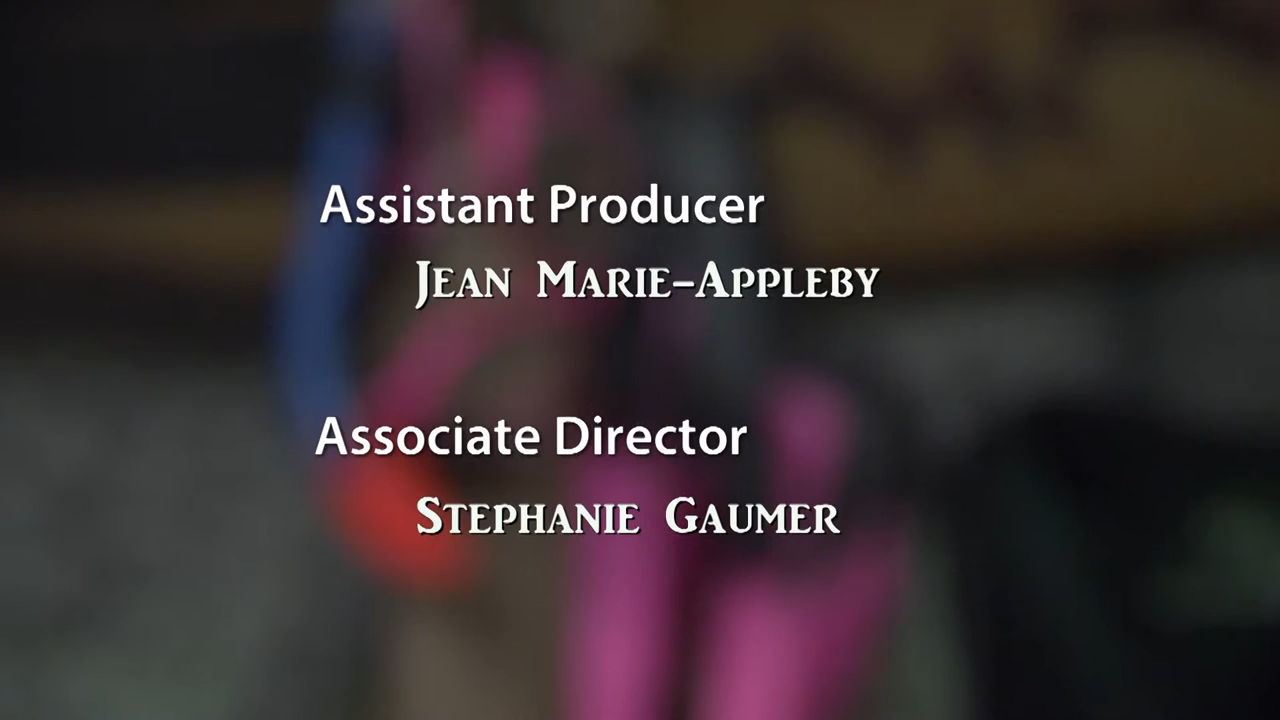 Assistant Producer
Jean Marie-Appleby
Associate Director
Stephanie Gaumer